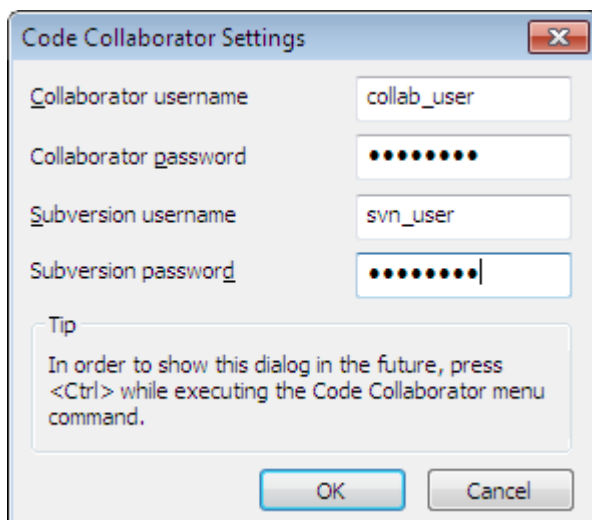 Code Collaborator Settings
Collaborator username
collab_user
Collaborator password
●●●●●●●●
Subversion username
svn_user
Subversion password
●●●●●●●●
Tip
In order to show this dialog in the future, press
<Ctrl> while executing the Code Collaborator menu
command.
OK
Cancel